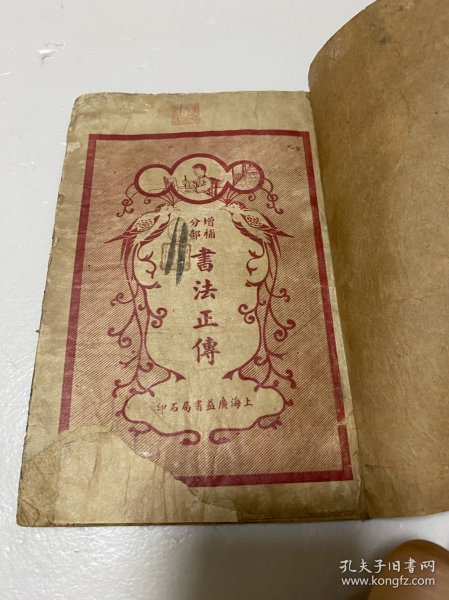 增補
分部
書法正傳
上海廣益書局石印
孔夫子旧书网
www.kongfz.com